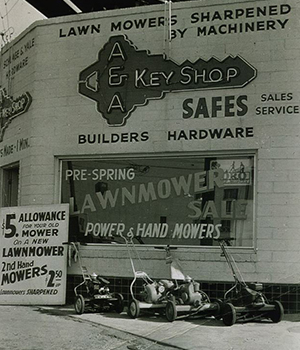 LAWN MOWERS SHARPENED
BY MACHINERY
A
&
A
KEY SHOP
SAFES
SALES
SERVICE
BUILDERS HARDWARE
PRE-SPRING
LAWNMOWER
SALE
POWER & HAND MOWERS
$5. ALLOWANCE
FOR YOUR OLD
MOWER
ON A NEW
LAWNMOWER
2nd HAND
MOWERS $2.50
LAWNMOWERS SHARPENED